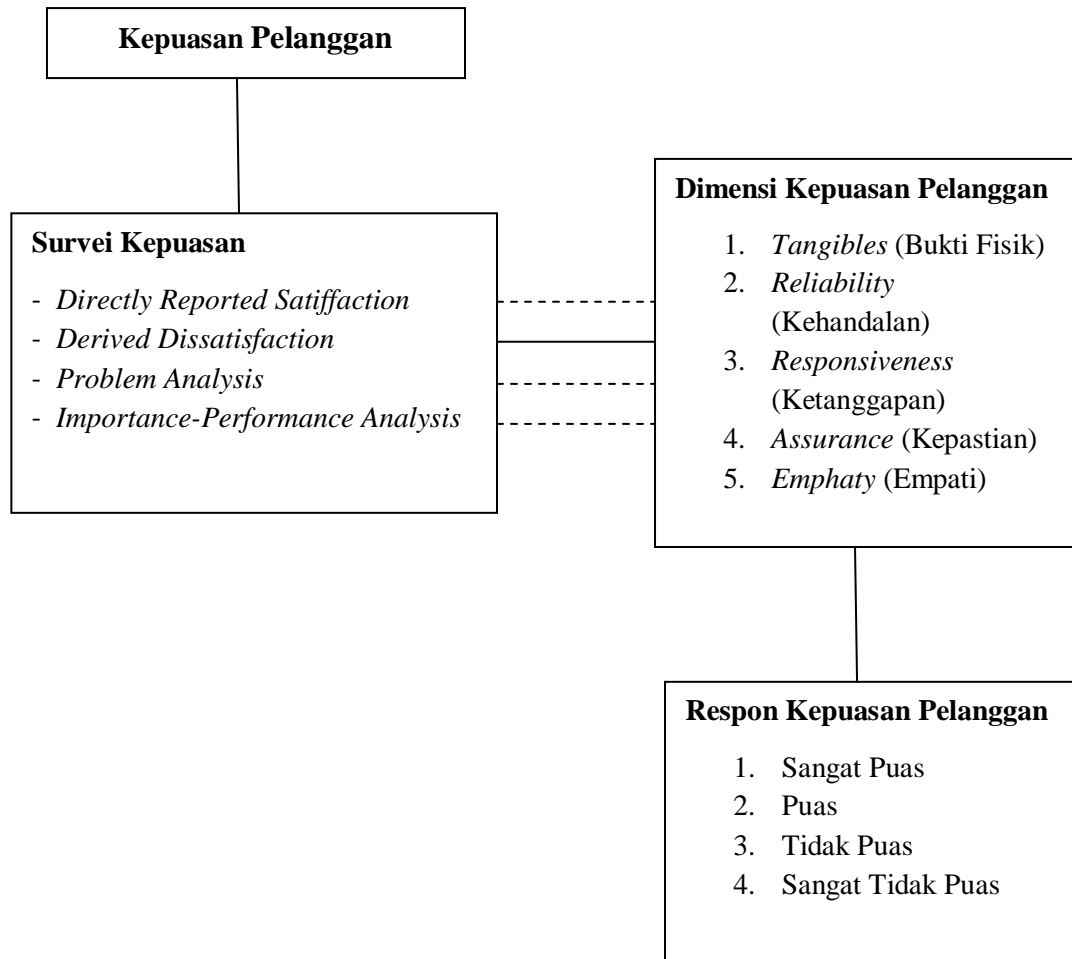 Kepuasan Pelanggan
Survei Kepuasan
- Directly Reported Satiffaction
- Derived Dissatisfaction
- Problem Analysis
- Importance-Performance Analysis
Dimensi Kepuasan Pelanggan
1. Tangibles (Bukti Fisik)
2. Reliability
(Kehandalan)
3. Responsiveness
(Ketanggapan)
4. Assurance (Kepastian)
5. Emphaty (Empati)
Respon Kepuasan Pelanggan
1. Sangat Puas
2. Puas
3. Tidak Puas
4. Sangat Tidak Puas